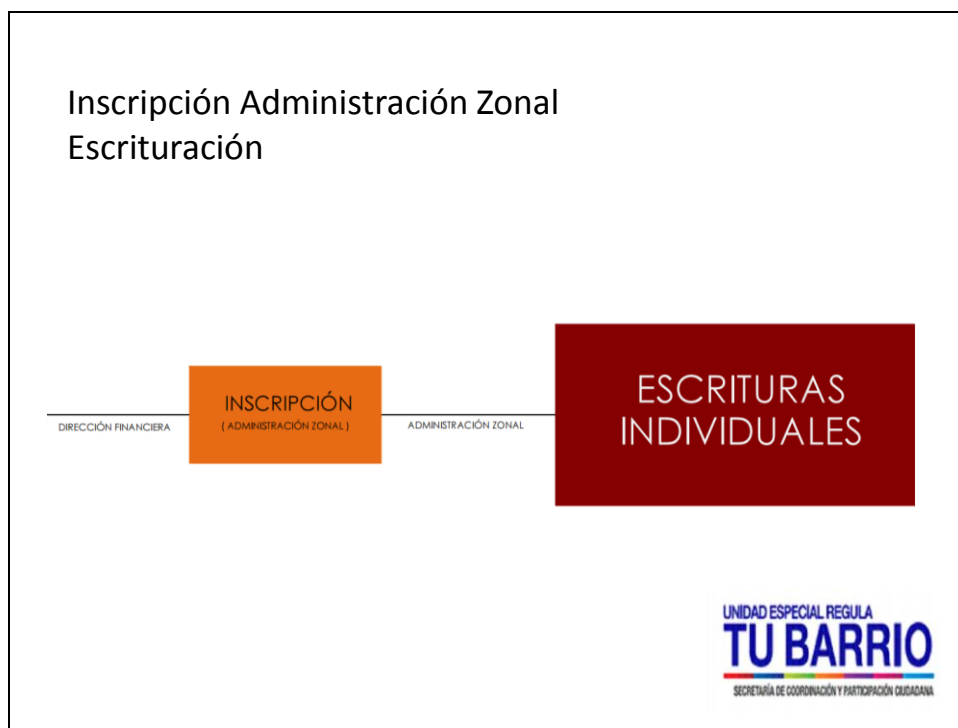 Inscripción Administración Zonal
Escrituración
DIRECCIÓN FINANCIERA
INSCRIPCIÓN
( ADMINISTRACIÓN ZONAL )
ADMINISTRACIÓN ZONAL
ESCRITURAS
INDIVIDUALES
UNIDAD ESPECIAL REGULA
TU BARRIO
SECRETARÍA DE COORDINACIÓN Y PARTICIPACIÓN CIUDADANA